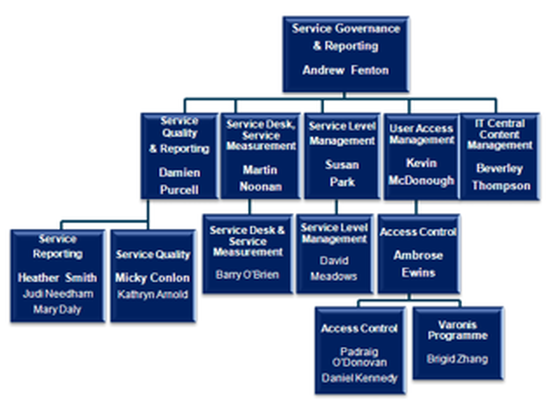 Service Governance
& Reporting
Andrew Fenton
Service
Quality
& Reporting
Damien
Purcell
Service Desk,
Service
Measurement
Martin
Noonan
Service Level
Management
Susan
Park
User Access
Management
Kevin
McDonough
IT Central
Content
Management
Beverley
Thompson
Service
Reporting
Heather Smith
Judi Needham
Mary Daly
Service Quality
Micky Conlon
Kathryn Arnold
Service Desk &
Service
Measurement
Barry O'Brien
Service Level
Management
David
Meadows
Access Control
Ambrose
Ewins
Access Control
Padraig
O'Donovan
Daniel Kennedy
Varonis
Programme
Brigid Zhang